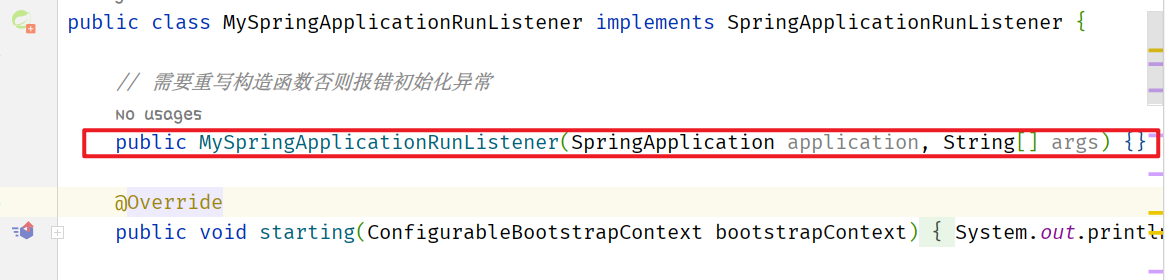 public class MySpringApplicationRunListener implements SpringApplicationRunListener {
// 需要重写构造函数否则报错初始化异常
No usages
public MySpringApplicationRunListener(SpringApplication application, String[] args) {}
@Override
public void starting(ConfigurableBootstrapContext bootstrapContext) { System.out.println